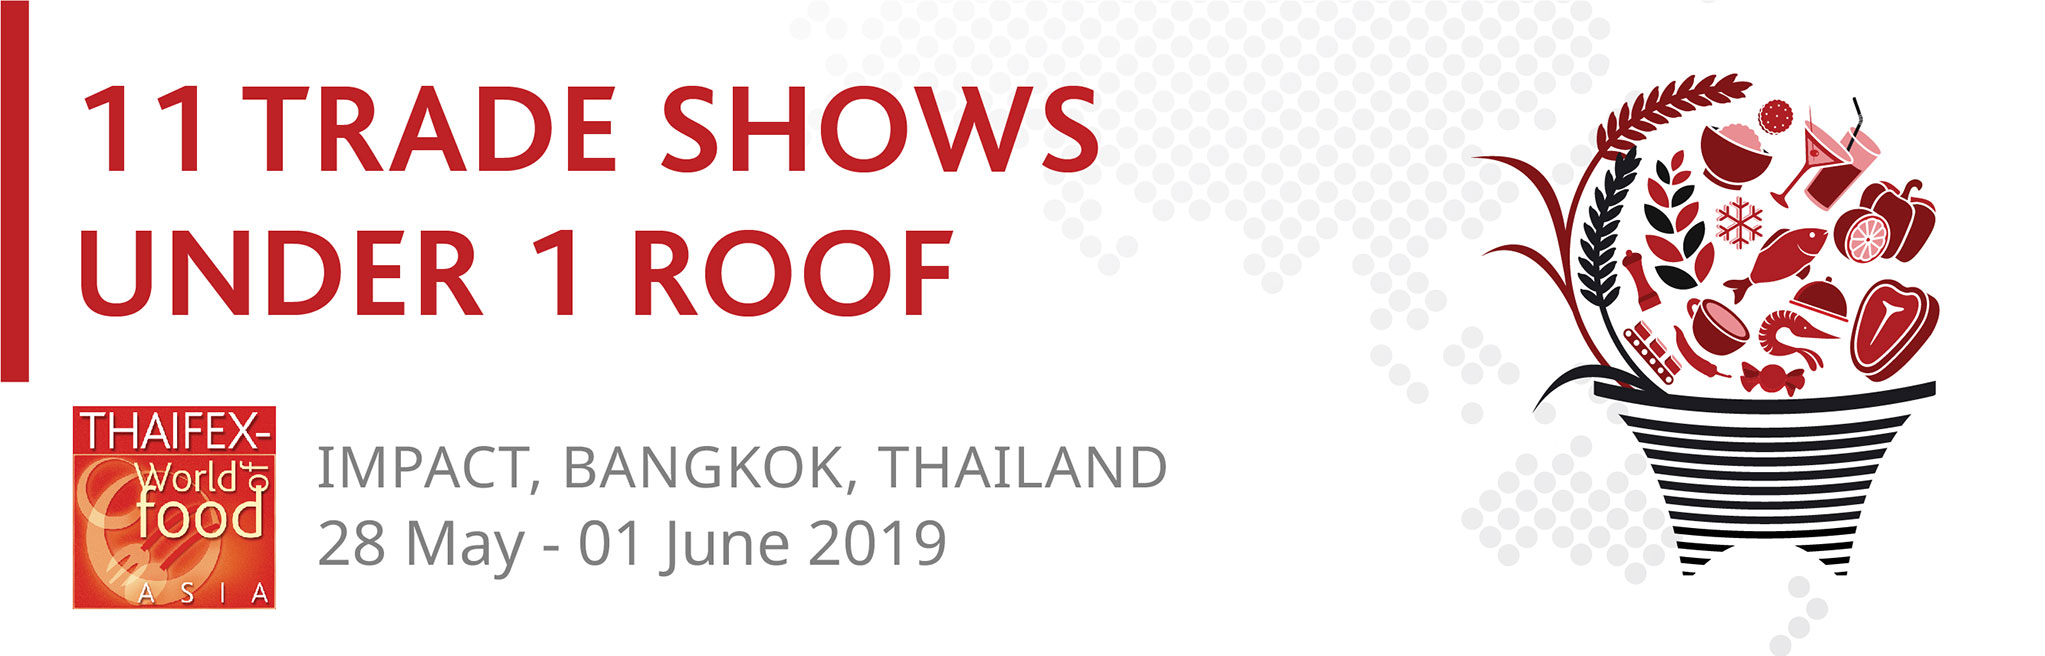 11 TRADE SHOWS
UNDER 1 ROOF
THAIFEX-
World of
food
ASIA
IMPACT, BANGKOK, THAILAND
28 May - 01 June 2019